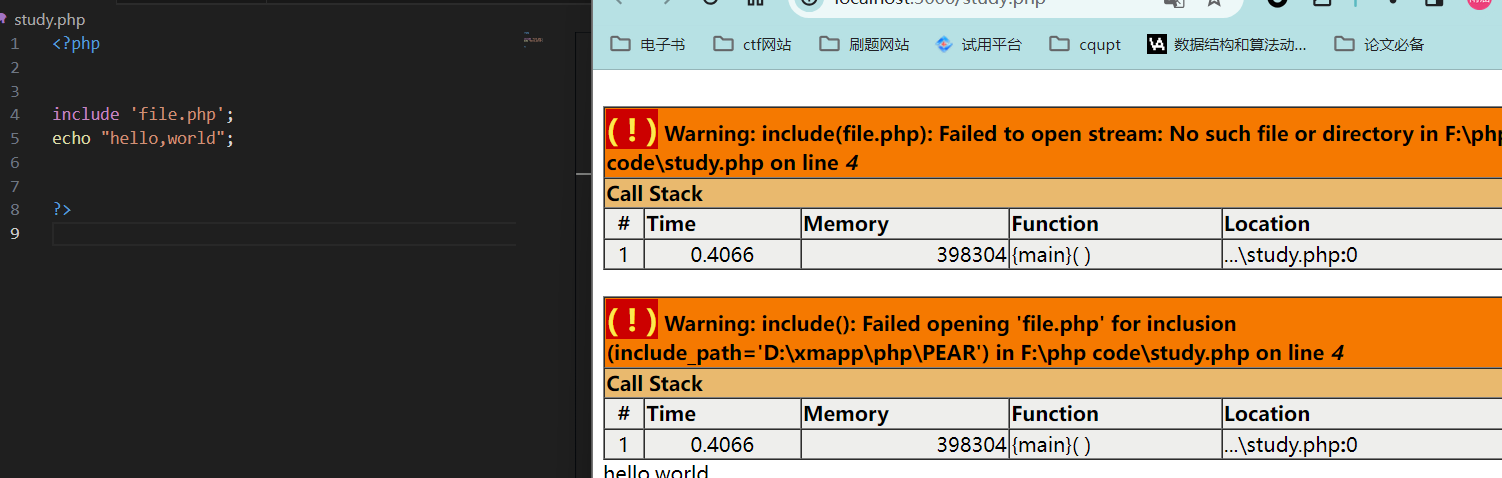 study.php
1 <?php
2
3
4 include 'file.php';
5 echo "hello,world";
6
7
8 ?>
9
localhost:3000/study.php
电子书 ctf网站 刷题网站 试用平台 cqupt 数据结构和算法动... 论文必备
( ! ) Warning: include(file.php): Failed to open stream: No such file or directory in F:\php
code\study.php on line 4
Call Stack
# Time Memory Function Location
1 0.4066 398304 {main}( ) ...\study.php:0
( ! ) Warning: include(): Failed opening 'file.php' for inclusion
(include_path='D:\xmapp\php\PEAR') in F:\php code\study.php on line 4
Call Stack
# Time Memory Function Location
1 0.4066 398304 {main}( ) ...\study.php:0
hello,world